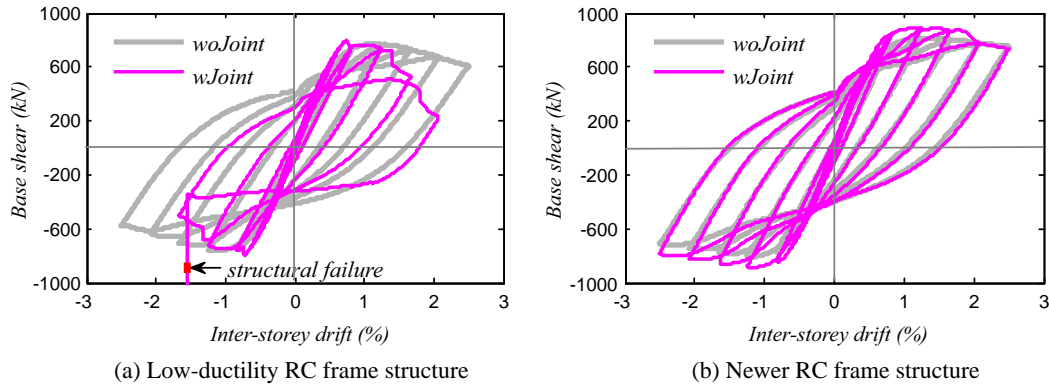 1000
600
200
-200
-600
-1000
Base shear (kN)
woJoint
wJoint
structural failure
-3 -2 -1 0 1 2 3
Inter-storey drift (%)
(a) Low-ductility RC frame structure
1000
600
200
-200
-600
-1000
Base shear (kN)
woJoint
wJoint
-3 -2 -1 0 1 2 3
Inter-storey drift (%)
(b) Newer RC frame structure